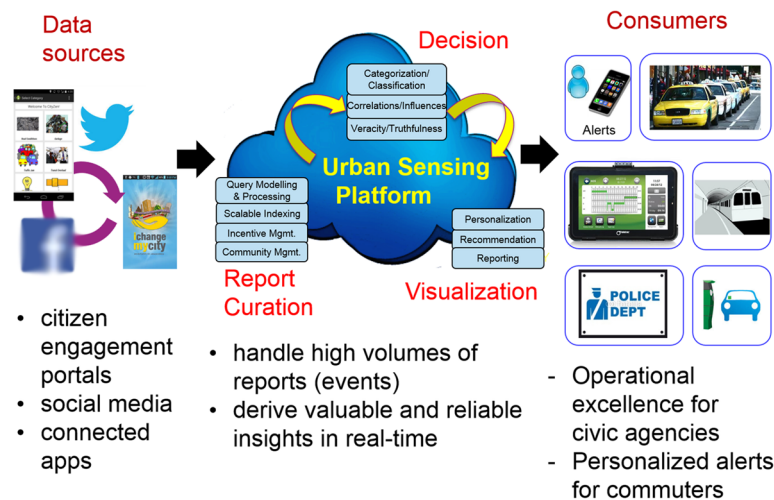 Data
sources
Decision
Consumers
Categorization/
Classification
Correlations/Influences
Veracity/Truthfulness
Urban Sensing
Platform
Query Modelling
& Processing
Scalable Indexing
Incentive Mgmt.
Community Mgmt.
Personalization
Recommendation
Reporting
Report
Curation
Visualization
ichange
mycity
Alerts
POLICE
DEPT
• citizen
engagement
portals
• social media
• connected
apps
• handle high volumes of
reports (events)
• derive valuable and reliable
insights in real-time
- Operational
excellence for
civic agencies
- Personalized alerts
for commuters